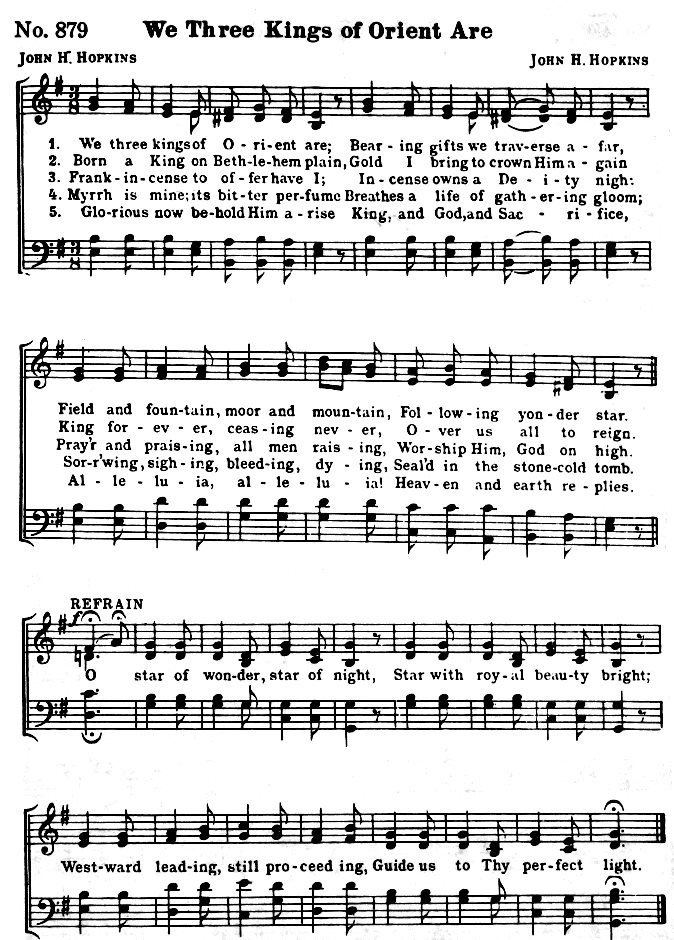 No. 879 We Three Kings of Orient Are
JOHN H. HOPKINS JOHN H. HOPKINS
1. We three kings of O - ri - ent are; Bear - ing gifts we trav - erse a - far,
2. Born a King on Beth - le - hem plain, Gold I bring to crown Him a - gain
3. Frank - in - cense to of - fer have I; In - cense owns a De - i - ty nigh:
4. Myrrh is mine; its bit - ter per - fume Breathes a life of gath - er - ing gloom;
5. Glo - rious now be - hold Him a - rise King, and God, and Sac - ri - fice,
Field and foun - tain, moor and moun - tain, Fol - low - ing yon - der star.
King for - ev - er, ceas - ing nev - er, O - ver us all to reign.
Pray'r and prais - ing, all men rais - ing, Wor - ship Him, God on high.
Sor - r'wing, sigh - ing, bleed - ing, dy - ing, Seal'd in the stone - cold tomb.
Al - le - lu - ia, al - le - lu - ia! Heav - en and earth re - plies.
REFRAIN
f
O star of won - der, star of night, Star with roy - al beau - ty bright;
West - ward lead - ing, still pro - ceed ing, Guide us to Thy per - fect light.